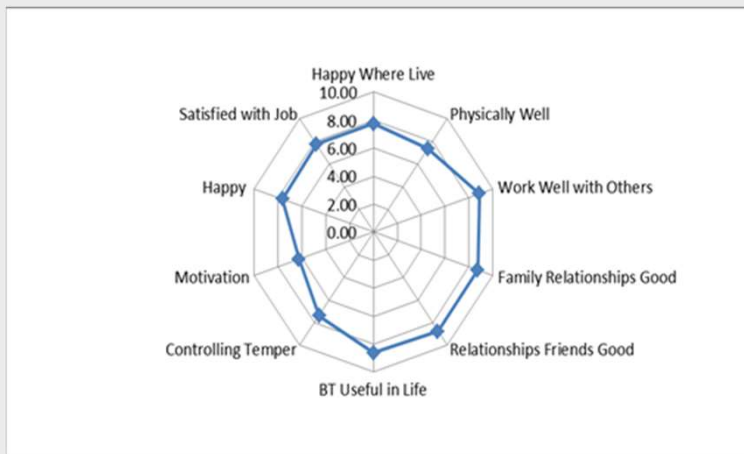 Happy Where Live
10.00
Satisfied with Job
Physically Well
8.00
6.00
Happy
Work Well with Others
4.00
2.00
0.00
Motivation
Family Relationships Good
Controlling Temper
Relationships Friends Good
BT Useful in Life